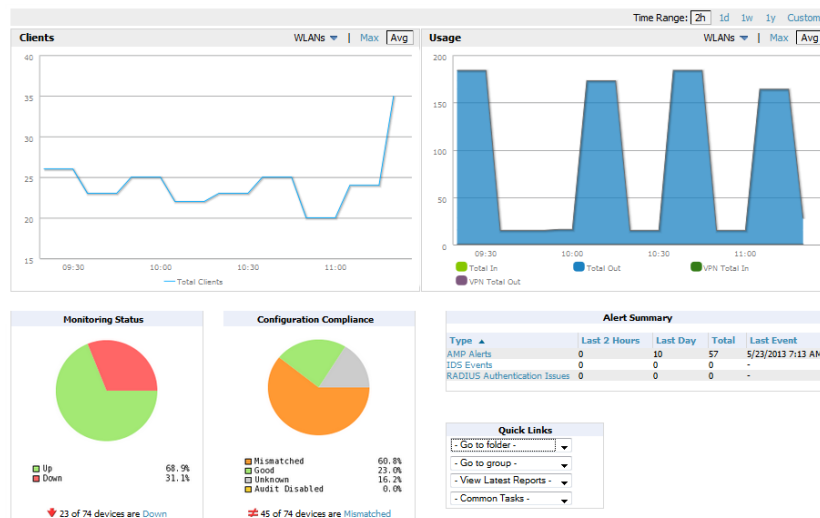 Time Range: 2h 1d 1w 1y Custom
Clients WLANs | Max Avg
40
35
30
25
20
15
09:30 10:00 10:30 11:00
Total Clients
Usage WLANs | Max Avg
200
150
100
50
0
09:30 10:00 10:30 11:00
Total In Total Out VPN Total In
VPN Total Out
Monitoring Status
Up 68.9%
Down 31.1%
23 of 74 devices are Down
Configuration Compliance
Mismatched 60.8%
Good 23.0%
Unknown 16.2%
Audit Disabled 0.0%
45 of 74 devices are Mismatched
Alert Summary
Type Last 2 Hours Last Day Total Last Event
AMP Alerts 0 10 57 5/23/2013 7:13 AM
IDS Events 0 0 0 -
RADIUS Authentication Issues 0 0 0 -
Quick Links
- Go to folder -
- Go to group -
- View Latest Reports -
- Common Tasks -